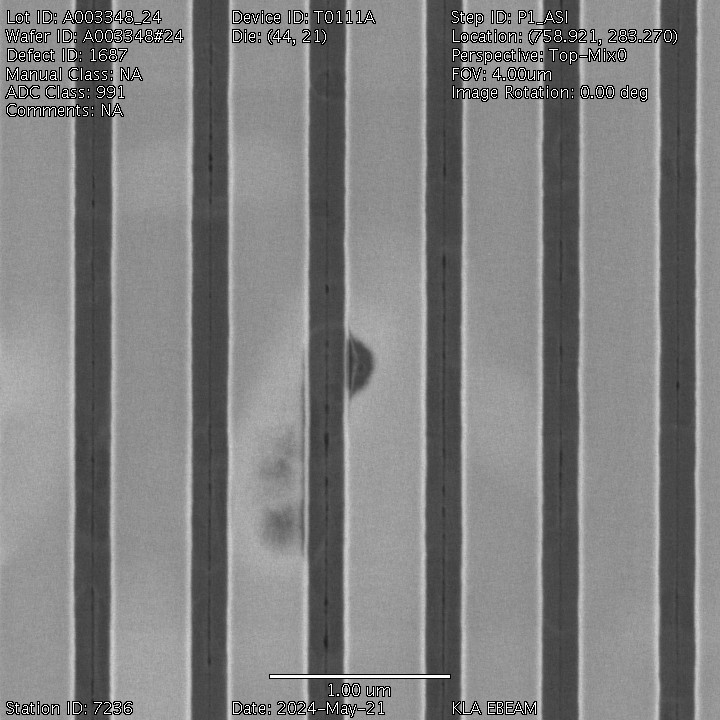 Lot ID: A003348_24
Wafer ID: A003348#24
Defect ID: 1687
Manual Class: NA
ADC Class: 991
Comments: NA
Device ID: T0111A
Die: (44, 21)
Step ID: P1_ASI
Location: (758.921, 283.270)
Perspective: Top-Mix0
FOV: 4.00um
Image Rotation: 0.00 deg
1.00 um
Station ID: 7236
Date: 2024-May-21
KLA EBEAM